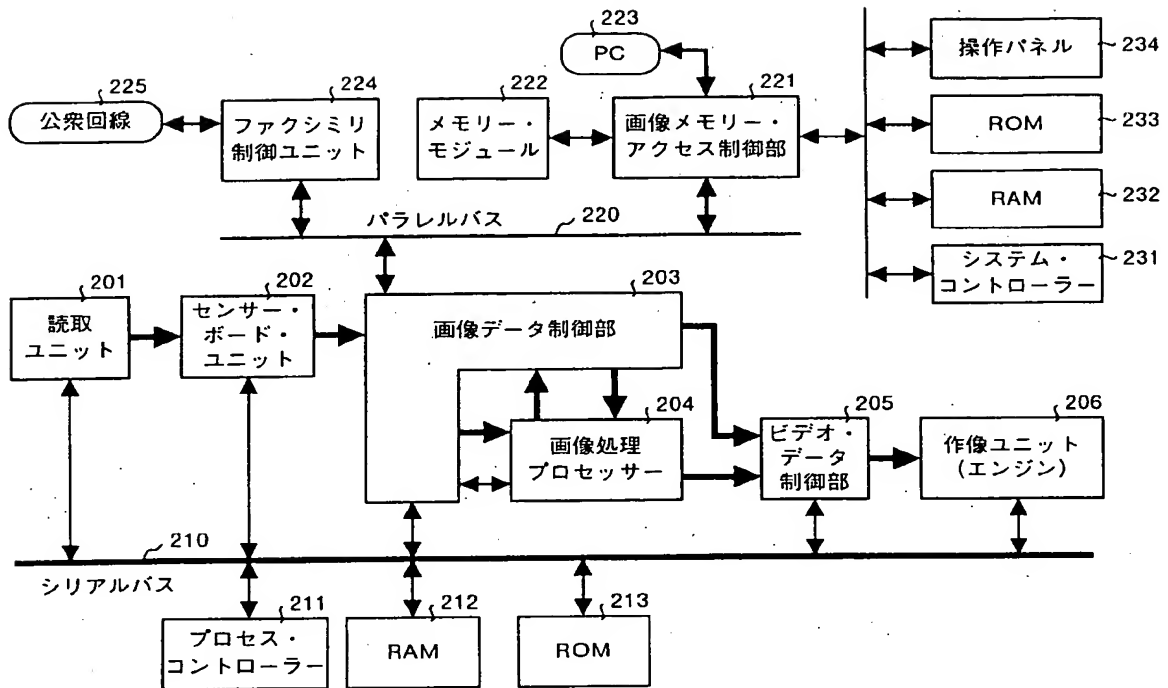 223
PC
234
操作パネル
225
公衆回線
224
ファクシミリ
制御ユニット
222
メモリー・
モジュール
221
画像メモリー・
アクセス制御部
233
ROM
232
RAM
231
システム・
コントローラー
パラレルバス
220
201
読取
ユニット
202
センサー・
ボード・
ユニット
203
画像データ制御部
204
画像処理
プロセッサー
205
ビデオ・
データ
制御部
206
作像ユニット
(エンジン)
210
シリアルバス
211
プロセス・
コントローラー
212
RAM
213
ROM